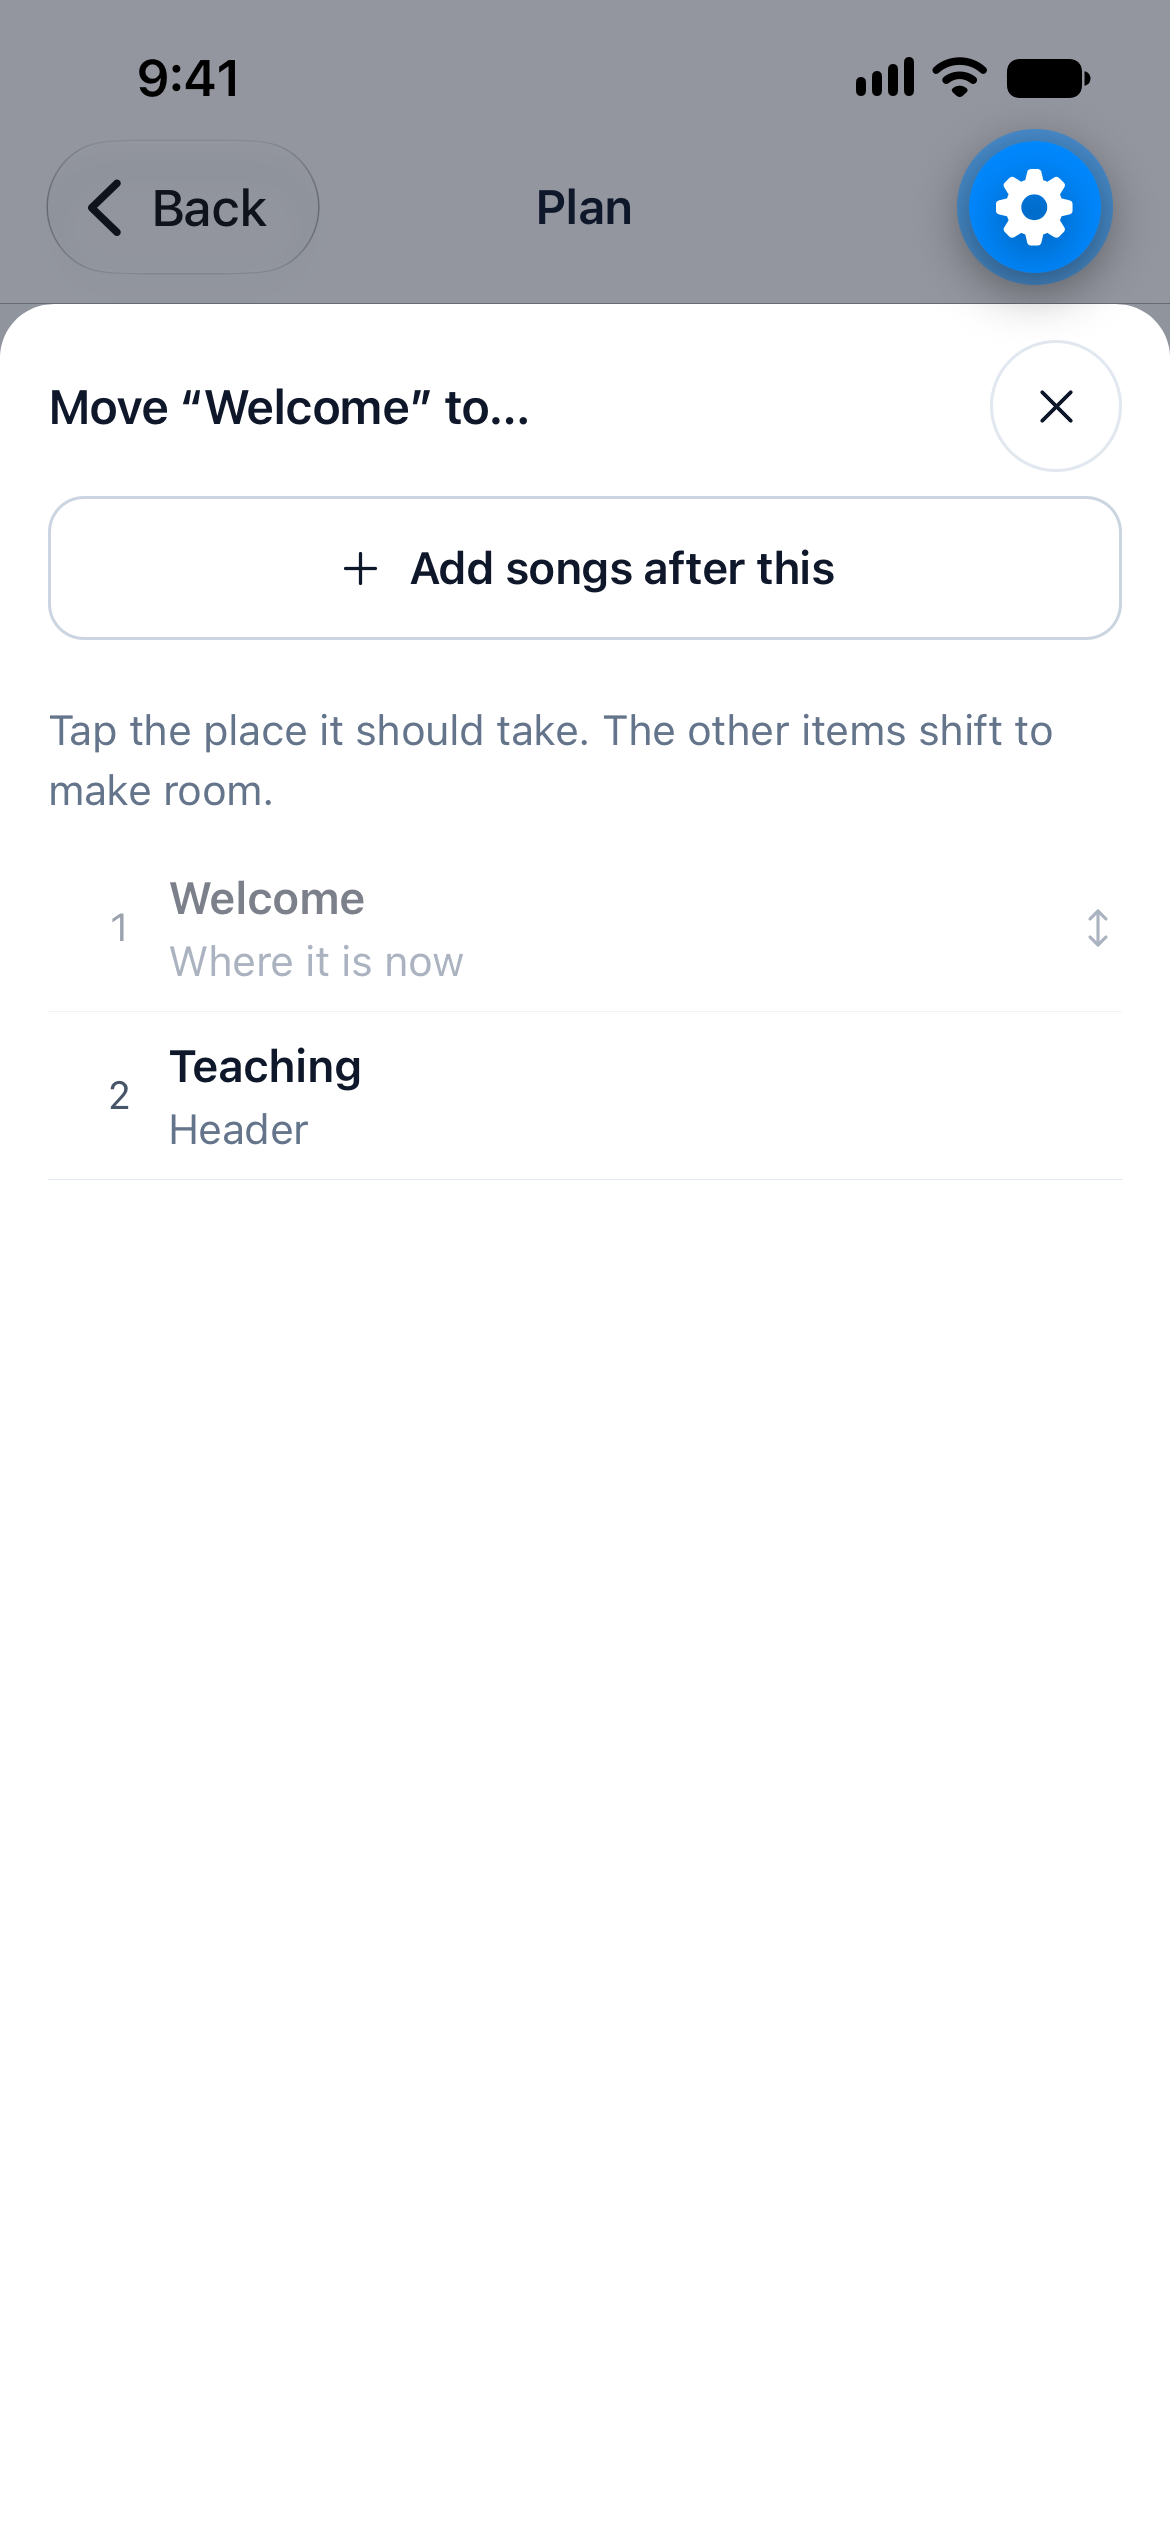 9:41
Back
Plan
Move “Welcome” to...
Add songs after this
Tap the place it should take. The other items shift to
make room.
1
Welcome
Where it is now
2
Teaching
Header